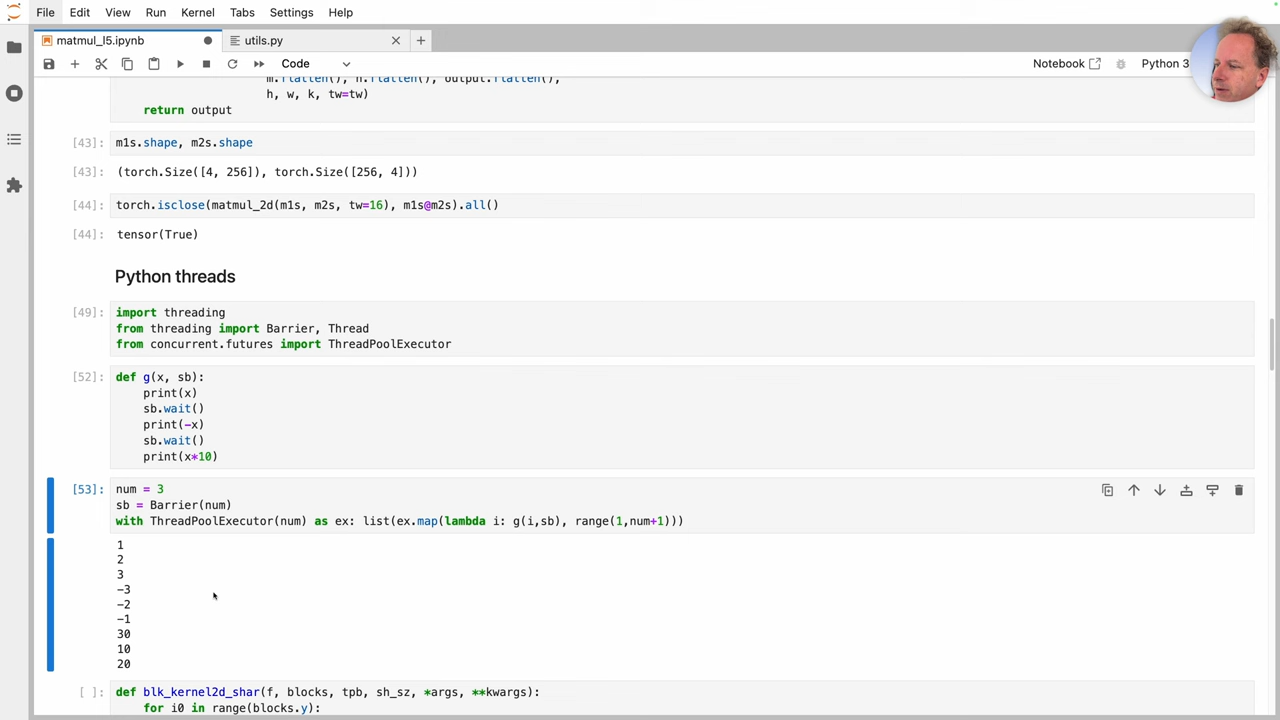 File Edit View Run Kernel Tabs Settings Help
matmul_l5.ipynb utils.py
Code Notebook Python 3
m.flatten(), n.flatten(), output.flatten(),
h, w, k, tw=tw)
return output
[43]: m1s.shape, m2s.shape
[43]: (torch.Size([4, 256]), torch.Size([256, 4]))
[44]: torch.isclose(matmul_2d(m1s, m2s, tw=16), m1s@m2s).all()
[44]: tensor(True)
Python threads
[49]: import threading
from threading import Barrier, Thread
from concurrent.futures import ThreadPoolExecutor
[52]: def g(x, sb):
print(x)
sb.wait()
print(-x)
sb.wait()
print(x*10)
[53]: num = 3
sb = Barrier(num)
with ThreadPoolExecutor(num) as ex: list(ex.map(lambda i: g(i,sb), range(1,num+1)))
1
2
3
-3
-2
-1
30
10
20
[ ]: def blk_kernel2d_shar(f, blocks, tpb, sh_sz, *args, **kwargs):
for i0 in range(blocks.y):